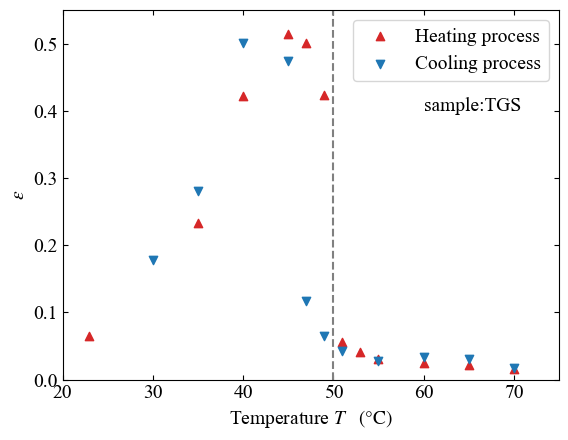 Heating process
Cooling process
sample:TGS
0.5
0.4
0.3
0.2
0.1
0.0
ε
20 30 40 50 60 70
Temperature T (°C)